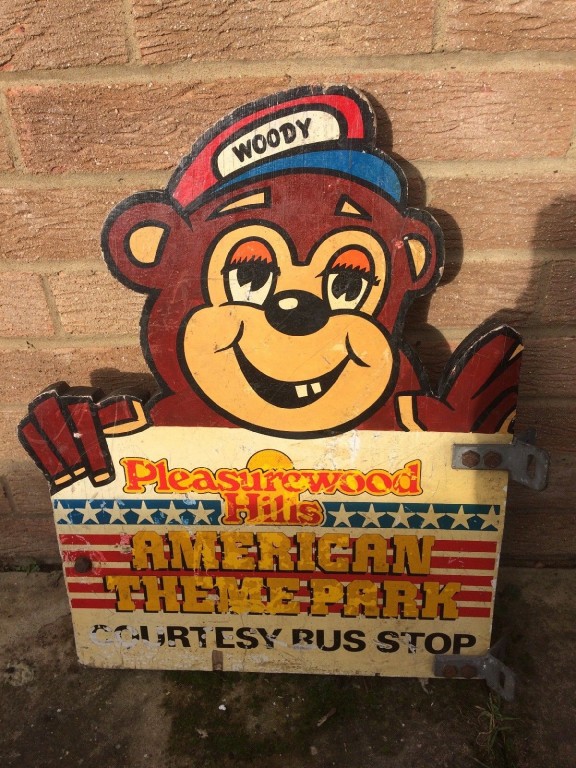 WOODY
Pleasurewood
Hills
AMERICAN
THEME PARK
COURTESY BUS STOP